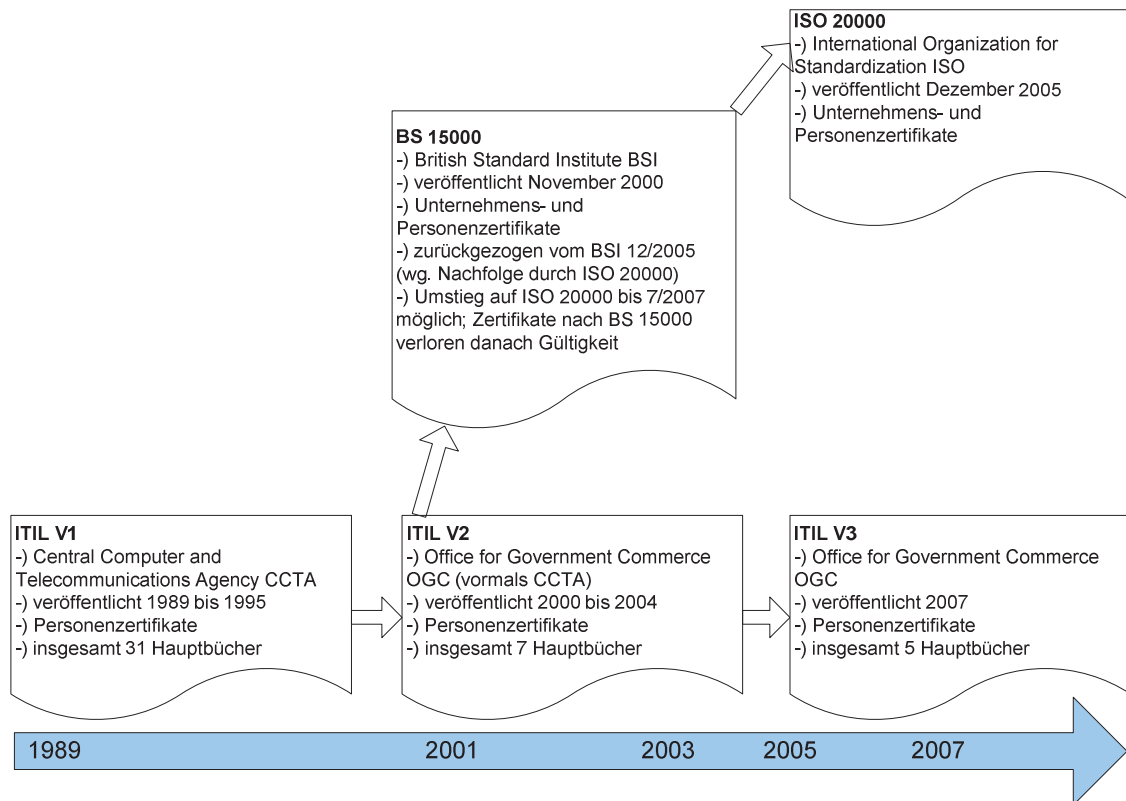 ISO 20000
-) International Organization for
Standardization ISO
-) veröffentlicht Dezember 2005
-) Unternehmens- und
Personenzertifikate
BS 15000
-) British Standard Institute BSI
-) veröffentlicht November 2000
-) Unternehmens- und
Personenzertifikate
-) zurückgezogen vom BSI 12/2005
(wg. Nachfolge durch ISO 20000)
-) Umstieg auf ISO 20000 bis 7/2007
möglich; Zertifikate nach BS 15000
verloren danach Gültigkeit
ITIL V1
-) Central Computer and
Telecommunications Agency CCTA
-) veröffentlicht 1989 bis 1995
-) Personenzertifikate
-) insgesamt 31 Hauptbücher
ITIL V2
-) Office for Government Commerce
OGC (vormals CCTA)
-) veröffentlicht 2000 bis 2004
-) Personenzertifikate
-) insgesamt 7 Hauptbücher
ITIL V3
-) Office for Government Commerce
OGC
-) veröffentlicht 2007
-) Personenzertifikate
-) insgesamt 5 Hauptbücher
1989 2001 2003 2005 2007